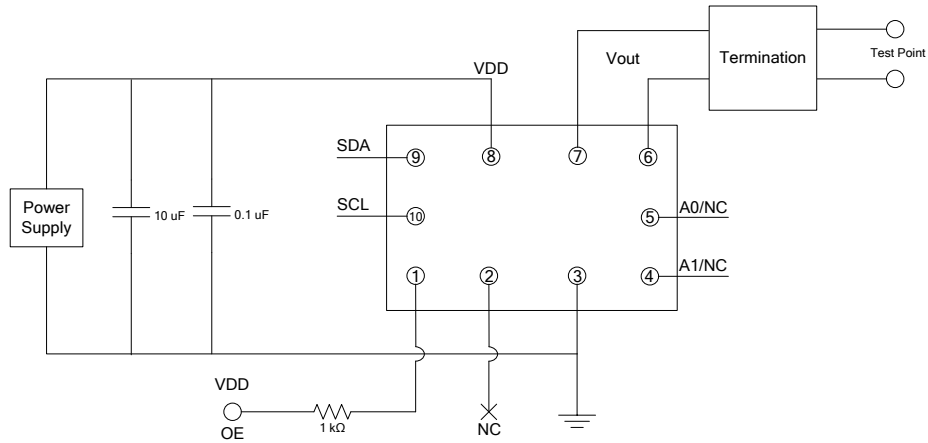 Vout
Termination
Test Point
VDD
SDA
9
8
7
6
Power
Supply
10 uF
0.1 uF
SCL
10
5
A0/NC
1
2
3
4
A1/NC
VDD
OE
1 kΩ
NC